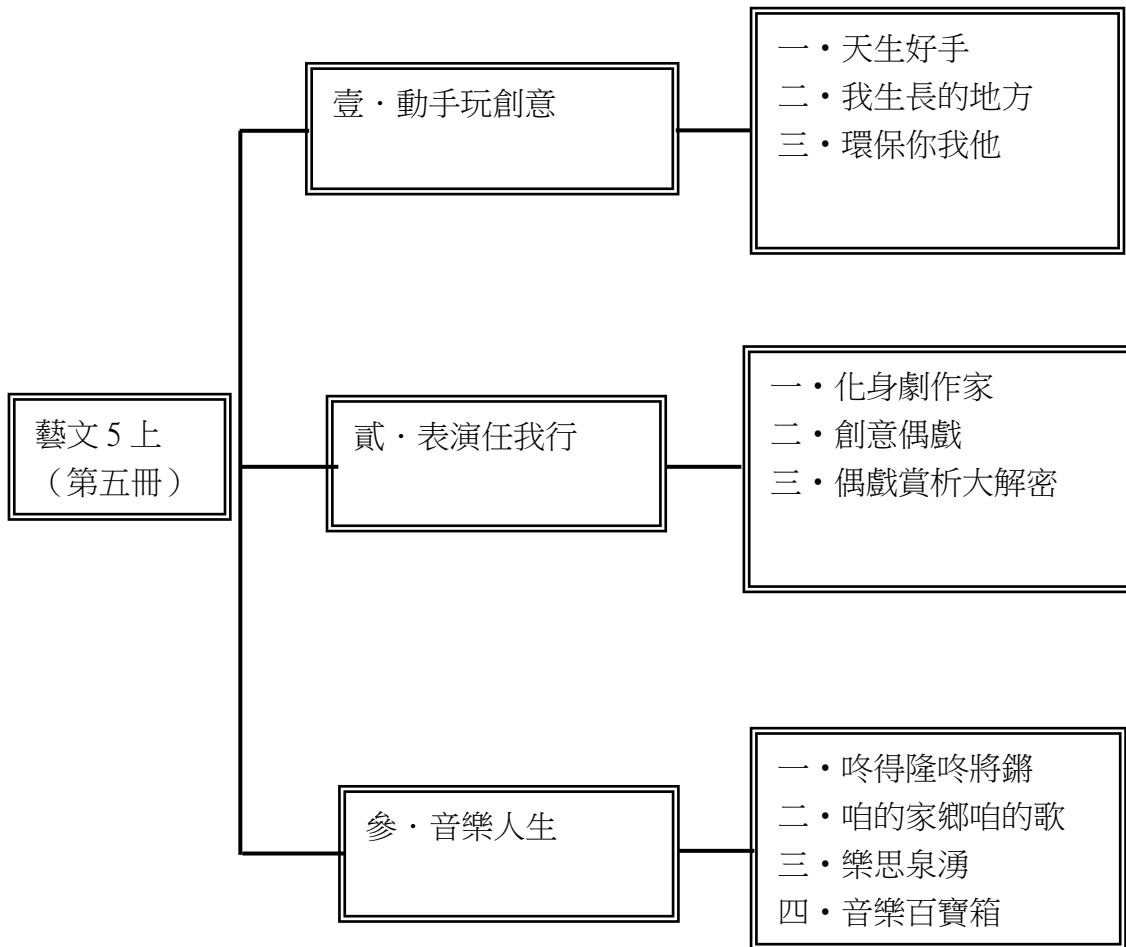 藝文 5 上
（第五冊）
壹．動手玩創意
一・天生好手
二・我生長的地方
三・環保你我他
貳．表演任我行
一・化身劇作家
二・創意偶戲
三・偶戲賞析大解密
參．音樂人生
一・咚得隆咚將鏘
二・咱的家鄉咱的歌
三・樂思泉湧
四・音樂百寶箱